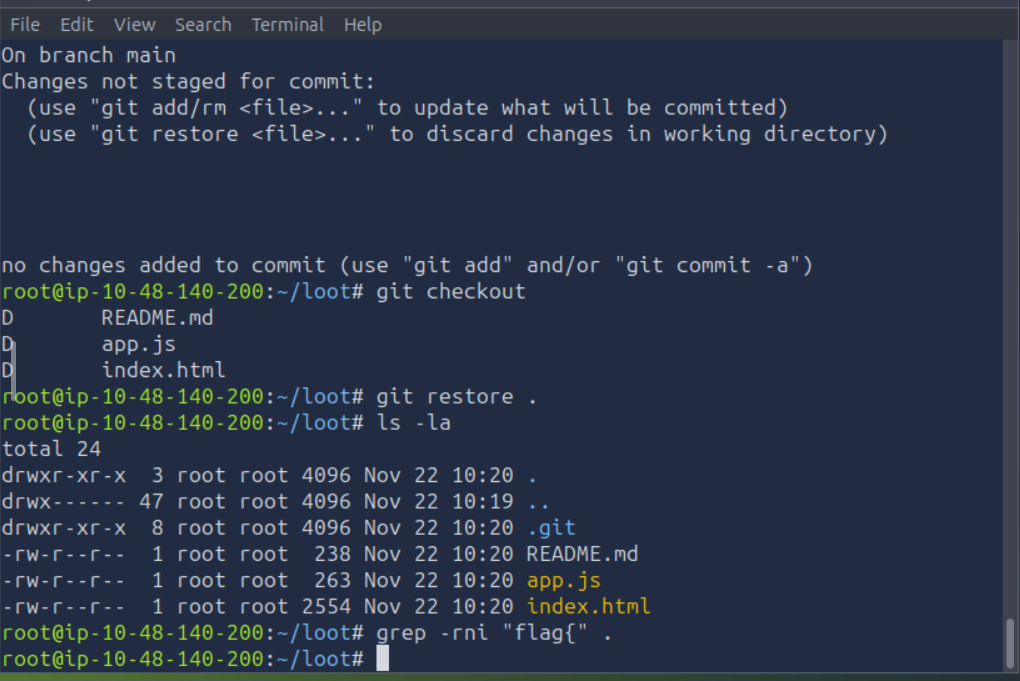 File Edit View Search Terminal Help
On branch main
Changes not staged for commit:
  (use "git add/rm <file>..." to update what will be committed)
  (use "git restore <file>..." to discard changes in working directory)
no changes added to commit (use "git add" and/or "git commit -a")
root@ip-10-48-140-200:~/loot# git checkout
D       README.md
D       app.js
D       index.html
root@ip-10-48-140-200:~/loot# git restore .
root@ip-10-48-140-200:~/loot# ls -la
total 24
drwxr-xr-x  3 root root 4096 Nov 22 10:20 .
drwx------ 47 root root 4096 Nov 22 10:19 ..
drwxr-xr-x  8 root root 4096 Nov 22 10:20 .git
-rw-r--r--  1 root root  238 Nov 22 10:20 README.md
-rw-r--r--  1 root root  263 Nov 22 10:20 app.js
-rw-r--r--  1 root root 2554 Nov 22 10:20 index.html
root@ip-10-48-140-200:~/loot# grep -rni "flag{" .
root@ip-10-48-140-200:~/loot#